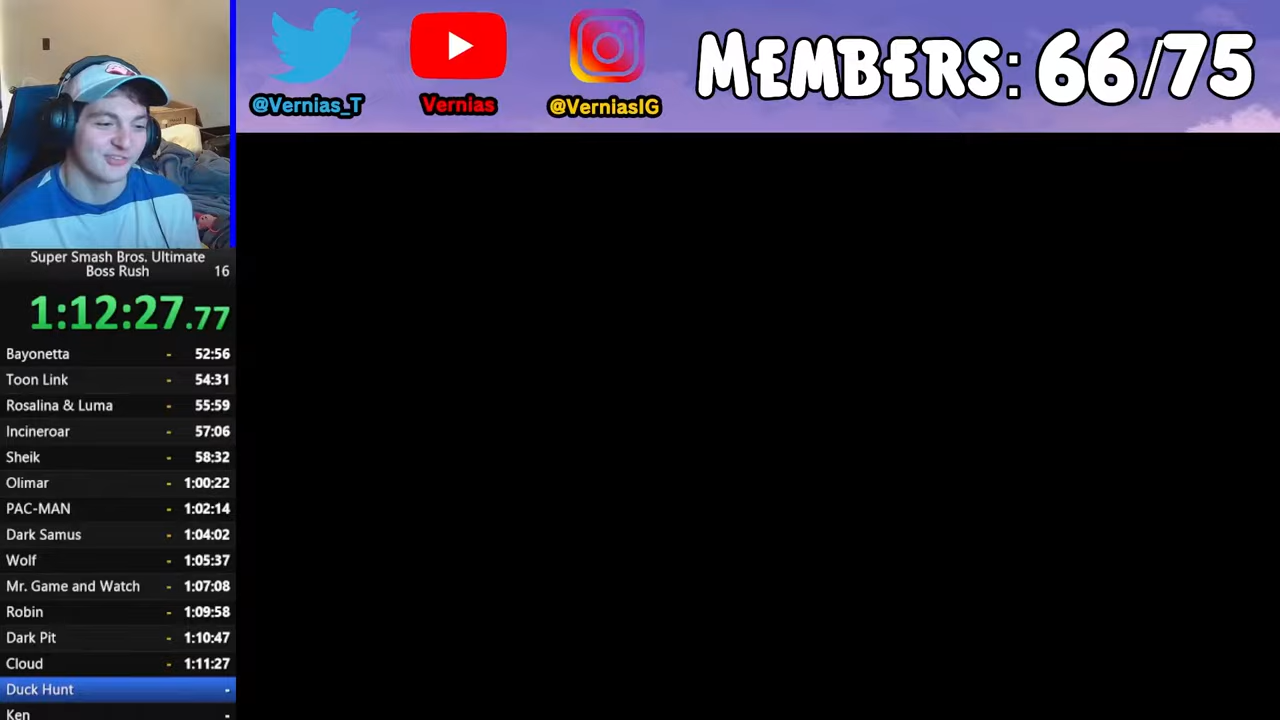 @Vernias_T
Vernias
@VerniasIG
MEMBERS: 66/75
Super Smash Bros. Ultimate
Boss Rush 16
1:12:27.77
Bayonetta - 52:56
Toon Link - 54:31
Rosalina & Luma - 55:59
Incineroar - 57:06
Sheik - 58:32
Olimar - 1:00:22
PAC-MAN - 1:02:14
Dark Samus - 1:04:02
Wolf - 1:05:37
Mr. Game and Watch - 1:07:08
Robin - 1:09:58
Dark Pit - 1:10:47
Cloud - 1:11:27
Duck Hunt -
Ken -